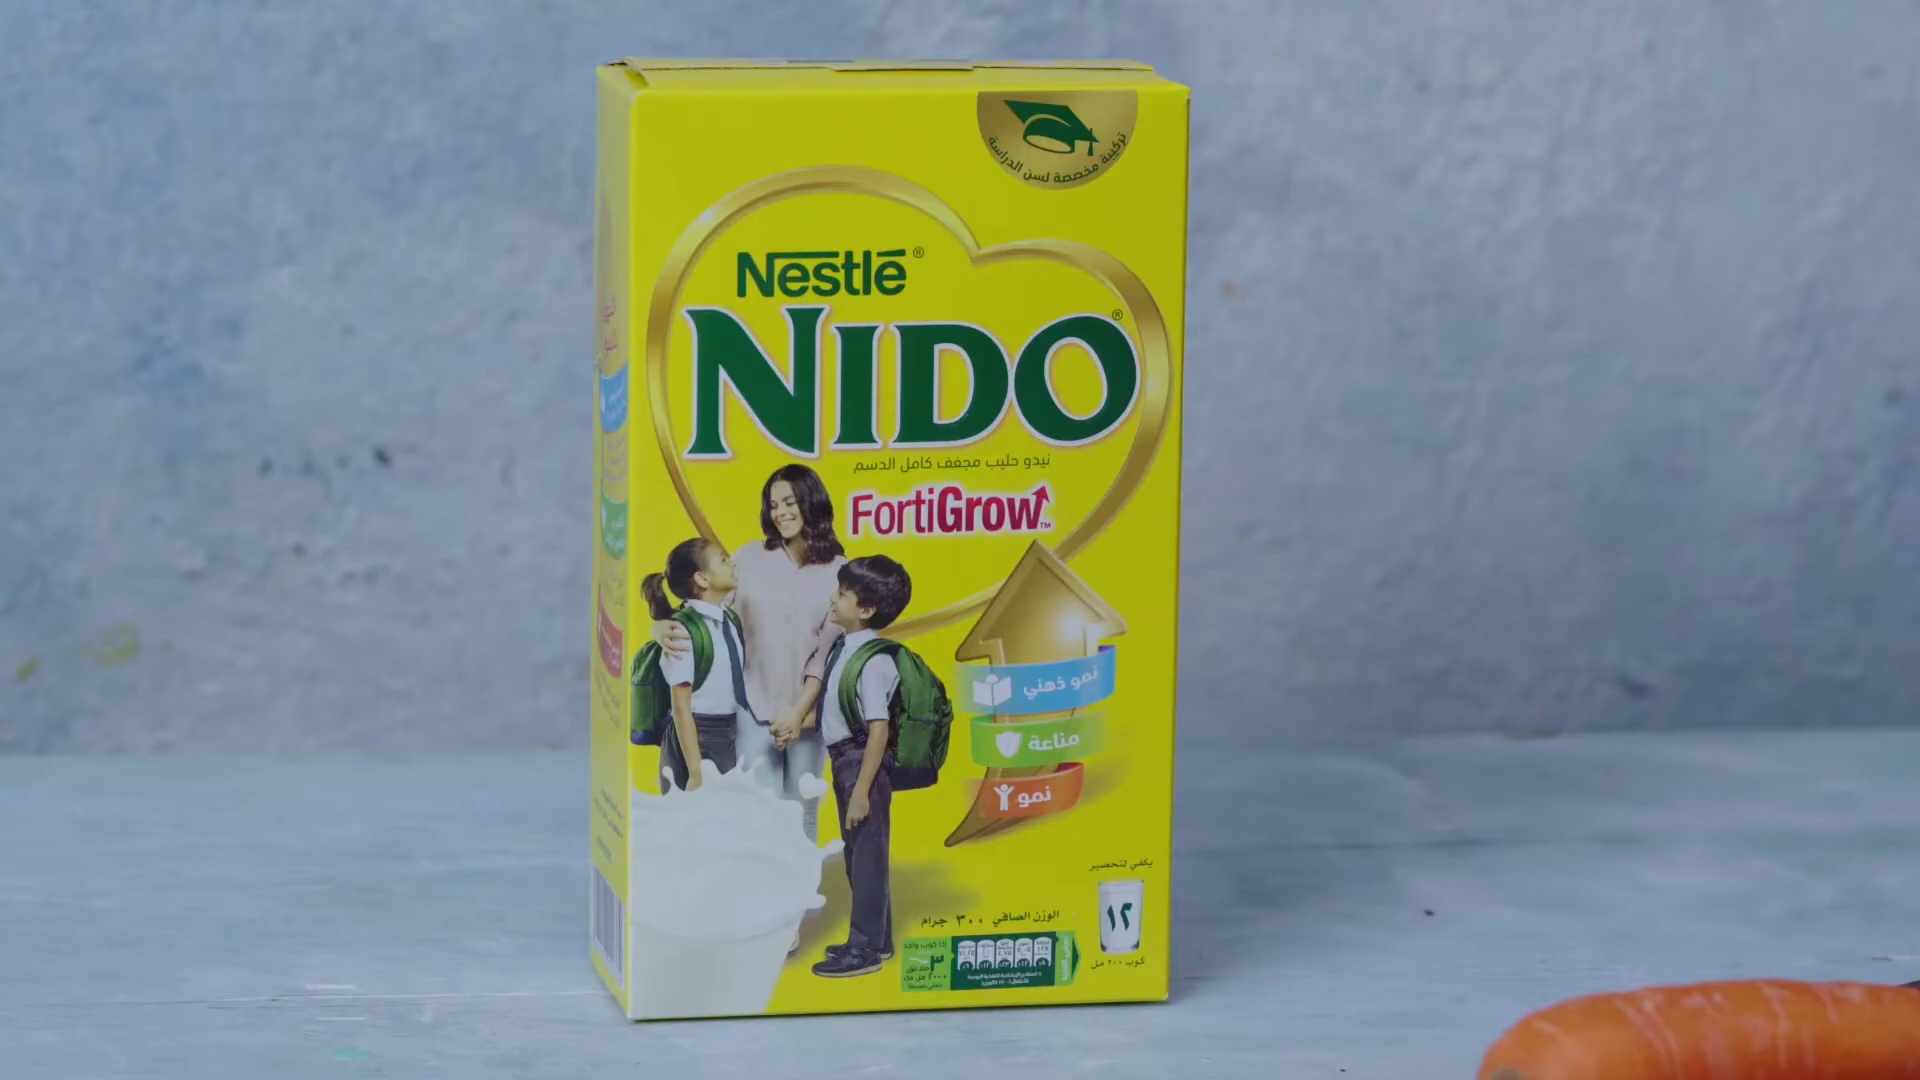 تركيبة مخصصة لسن الدراسة
Nestlé®
NIDO®
نيدو حليب مجفف كامل الدسم
FortiGrow™
نمو ذهني
مناعة
نمو
يكفي لتحضير
١٢
كوب ٢٠٠ مل
الوزن الصافي ٣٠٠ جرام